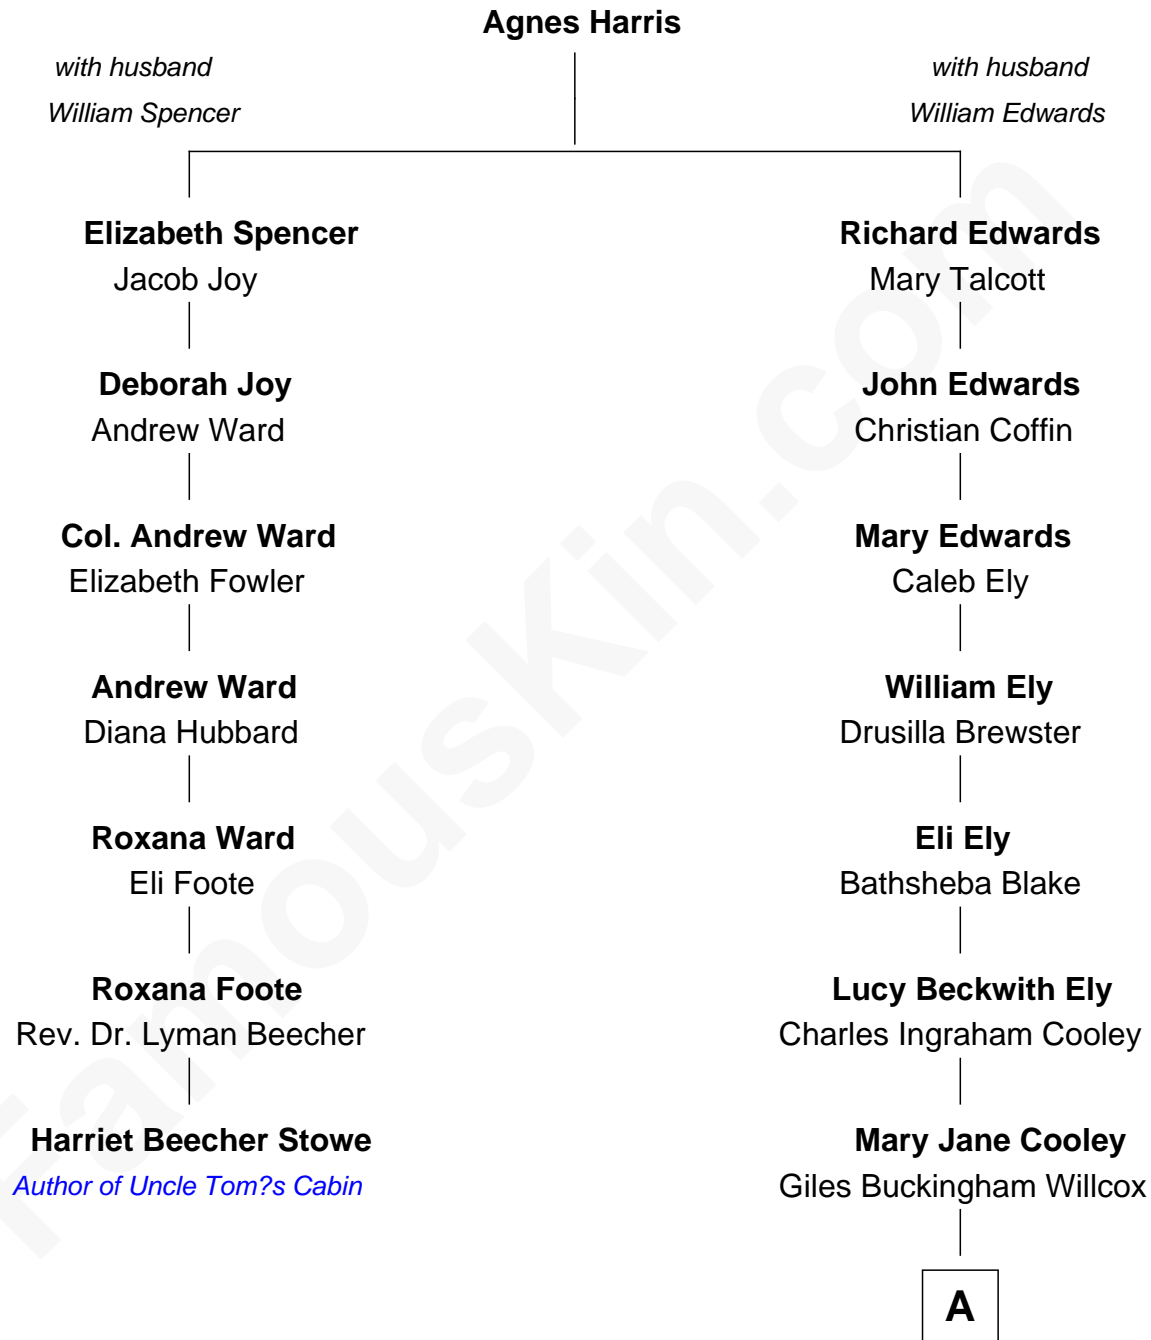 Agnes Harris
with husband
William Spencer
with husband
William Edwards
Elizabeth Spencer
Jacob Joy
Richard Edwards
Mary Talcott
Deborah Joy
Andrew Ward
John Edwards
Christian Coffin
Col. Andrew Ward
Elizabeth Fowler
Mary Edwards
Caleb Ely
Andrew Ward
Diana Hubbard
William Ely
Drusilla Brewster
Roxana Ward
Eli Foote
Eli Ely
Bathsheba Blake
Roxana Foote
Rev. Dr. Lyman Beecher
Lucy Beckwith Ely
Charles Ingraham Cooley
Harriet Beecher Stowe
Author of Uncle Tom?s Cabin
Mary Jane Cooley
Giles Buckingham Willcox
A
FamousKin.com